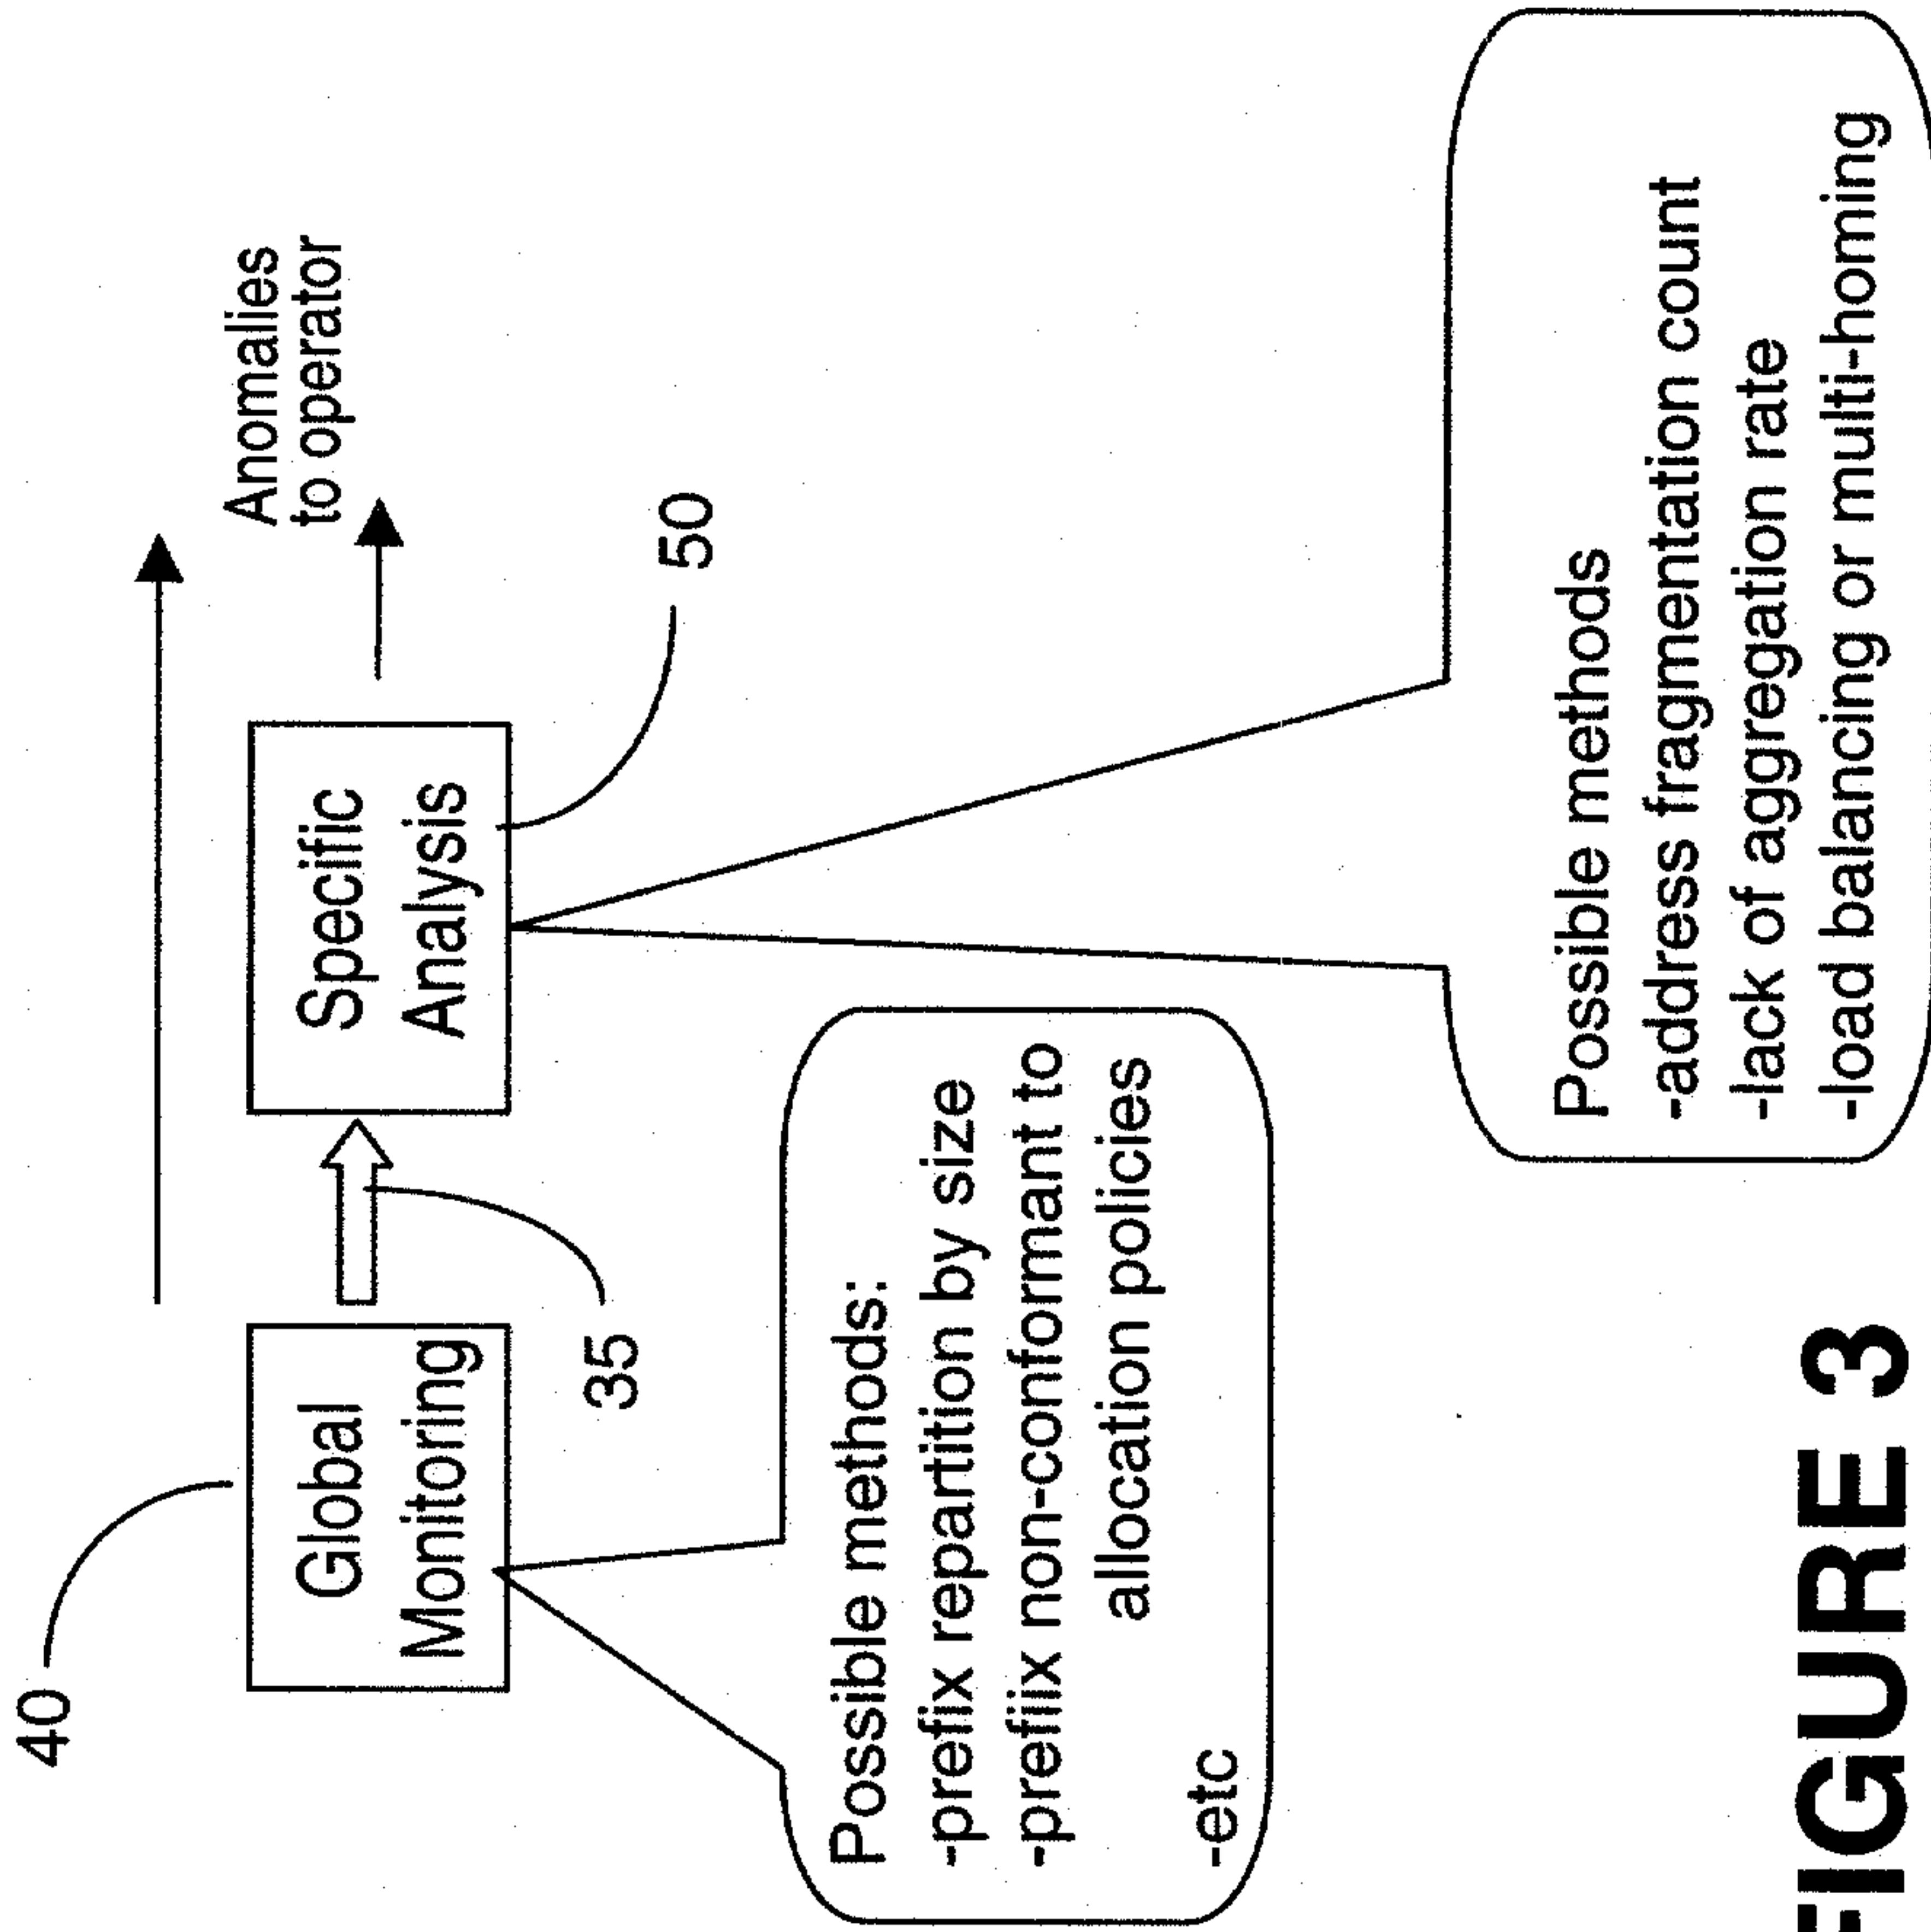 40
Anomalies
to operator
Global
Monitoring
Specific
Analysis
35
50
Possible methods:
-prefix repartition by size
-prefiix non-conformant to
allocation policies
-etc
Possible methods
-address fragmentation count
-lack of aggregation rate
-load balancing or multi-homing
FIGURE 3